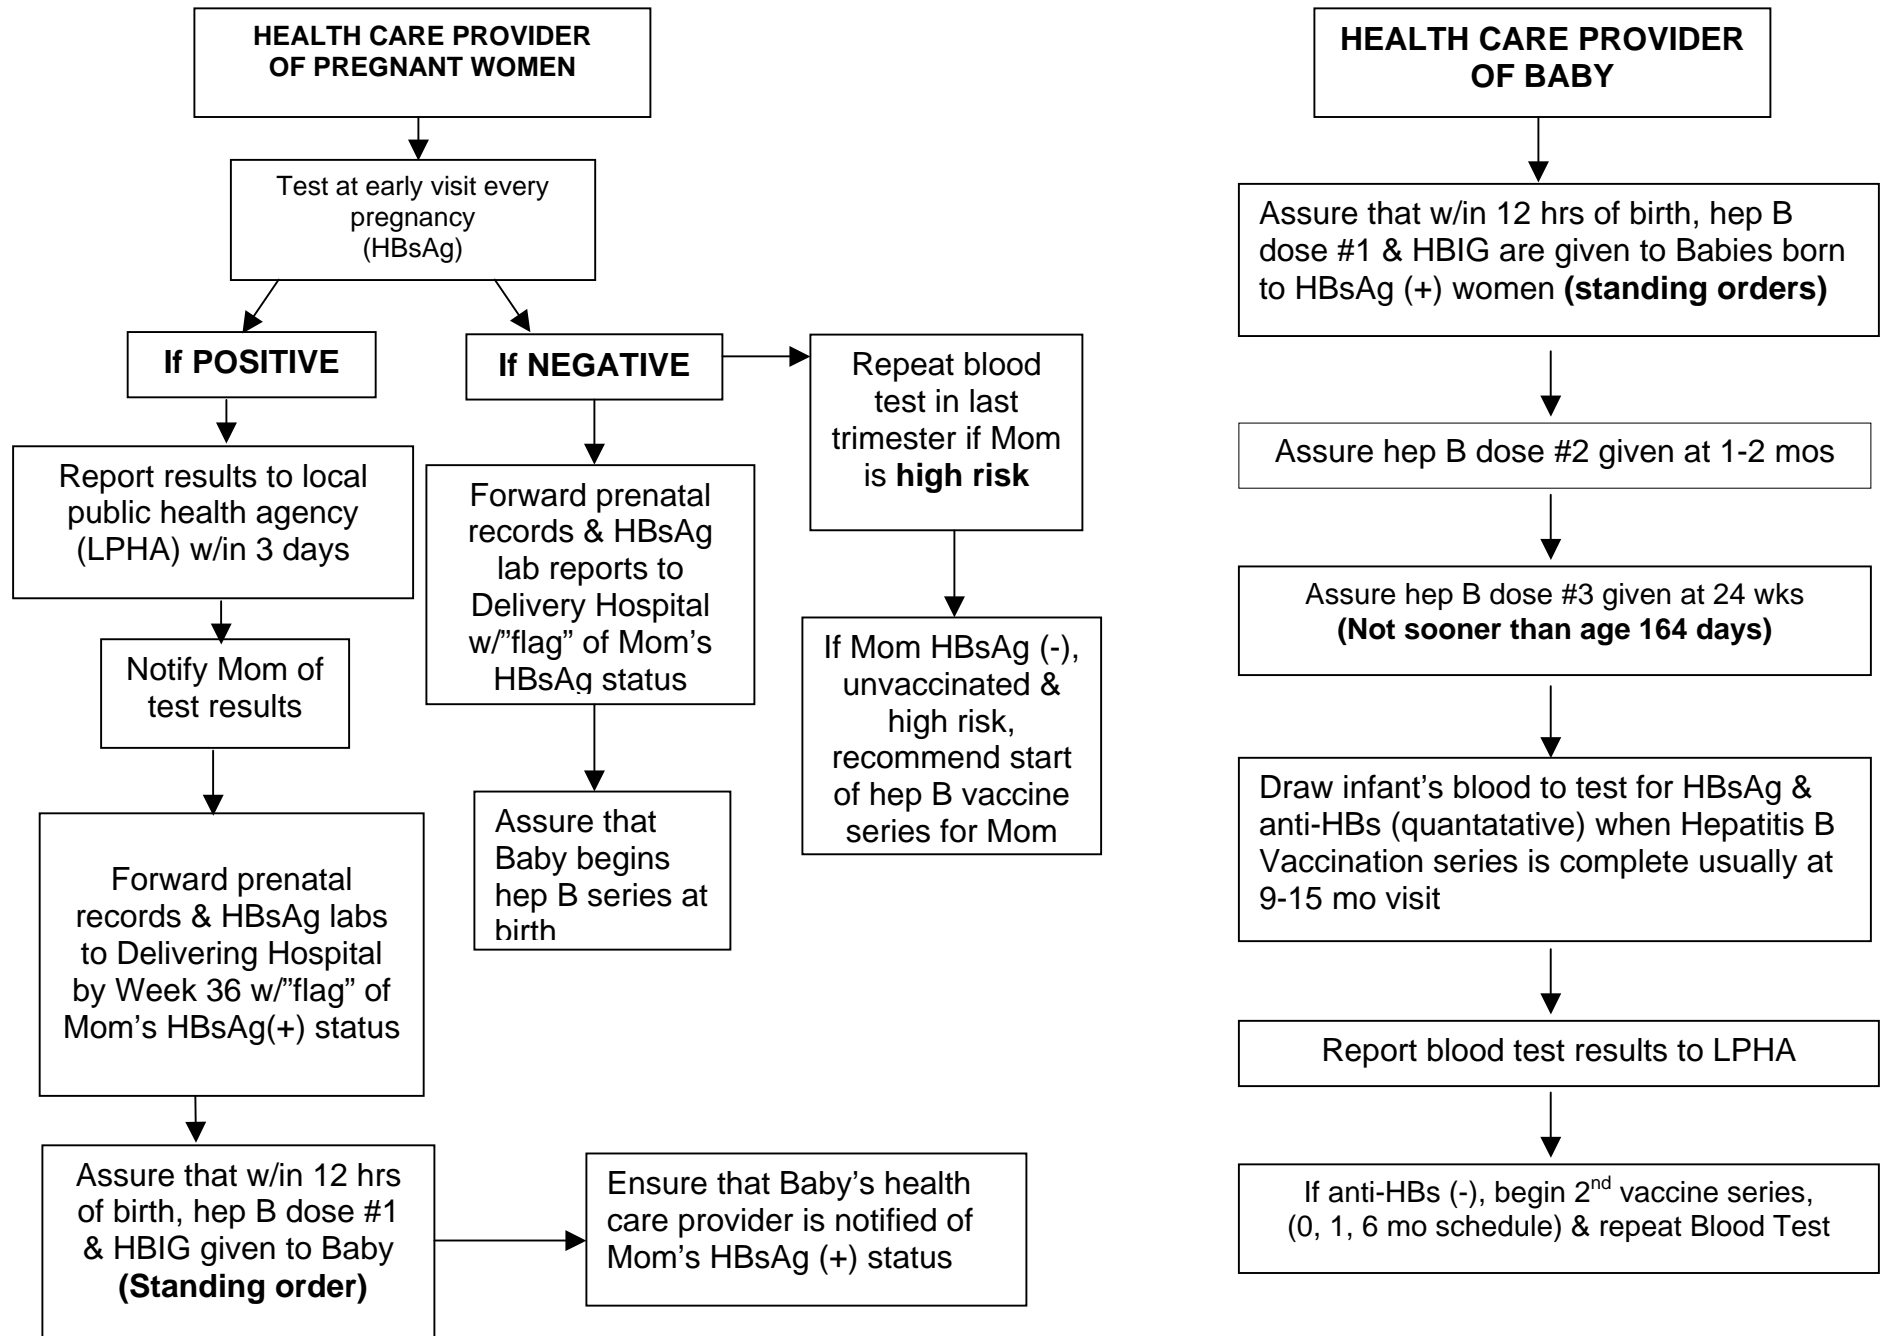 HEALTH CARE PROVIDER
OF PREGNANT WOMEN
Test at early visit every
pregnancy
(HBsAg)
If POSITIVE
Report results to local
public health agency
(LPHA) w/in 3 days
Notify Mom of
test results
Forward prenatal
records & HBsAg labs
to Delivering Hospital
by Week 36 w/”flag” of
Mom’s HBsAg(+) status
Assure that w/in 12 hrs
of birth, hep B dose #1
& HBIG given to Baby
(Standing order)
Ensure that Baby’s health
care provider is notified of
Mom’s HBsAg (+) status
If NEGATIVE
Forward prenatal
records & HBsAg
lab reports to
Delivery Hospital
w/”flag” of Mom’s
HBsAg status
Assure that
Baby begins
hep B series at
birth
Repeat blood
test in last
trimester if Mom
is high risk
If Mom HBsAg (-),
unvaccinated &
high risk,
recommend start
of hep B vaccine
series for Mom
HEALTH CARE PROVIDER
OF BABY
Assure that w/in 12 hrs of birth, hep B
dose #1 & HBIG are given to Babies born
to HBsAg (+) women (standing orders)
Assure hep B dose #2 given at 1-2 mos
Assure hep B dose #3 given at 24 wks
(Not sooner than age 164 days)
Draw infant’s blood to test for HBsAg &
anti-HBs (quantatative) when Hepatitis B
Vaccination series is complete usually at
9-15 mo visit
Report blood test results to LPHA
If anti-HBs (-), begin 2nd vaccine series,
(0, 1, 6 mo schedule) & repeat Blood Test